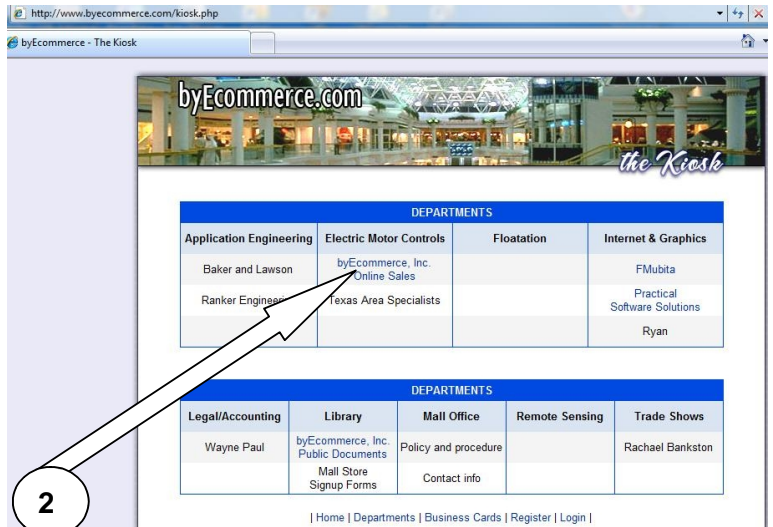 http://www.byecommerce.com/kiosk.php
byEcommerce - The Kiosk
byEcommerce.com
the Kiosk
DEPARTMENTS
Application Engineering Electric Motor Controls Floatation Internet & Graphics
Baker and Lawson byEcommerce, Inc. Online Sales FMubita
Ranker Texas Area Specialists Practical Software Solutions
Ryan
DEPARTMENTS
Legal/Accounting Library Mall Office Remote Sensing Trade Shows
Wayne Paul byEcommerce, Inc. Public Documents Policy and procedure Rachael Bankston
Mall Store Signup Forms Contact info
| Home | Departments | Business Cards | Register | Login |
2